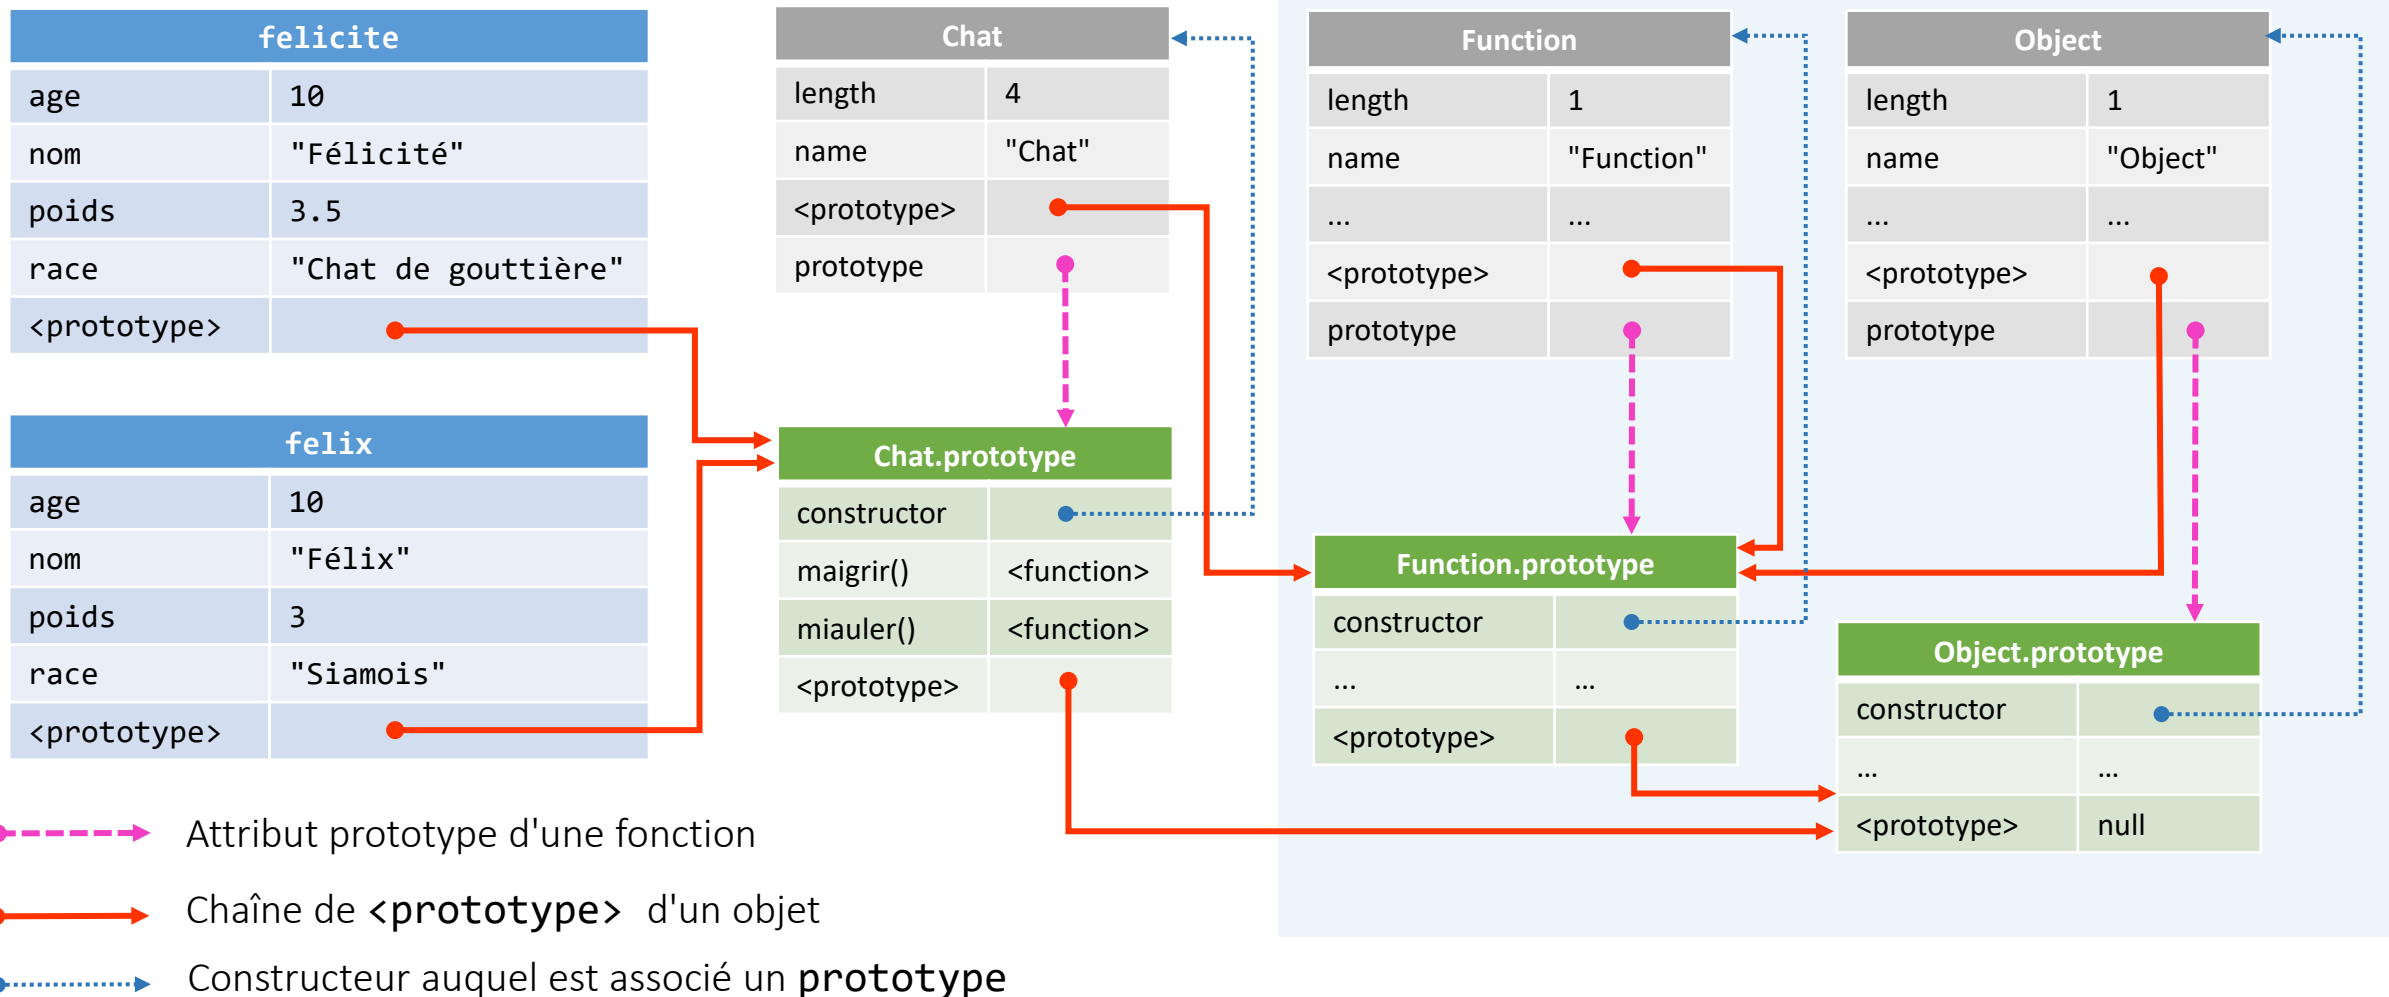 felicite
age 10
nom "Félicité"
poids 3.5
race "Chat de gouttière"
<prototype>
felix
age 10
nom "Félix"
poids 3
race "Siamois"
<prototype>
Chat
length 4
name "Chat"
<prototype>
prototype
Chat.prototype
constructor
maigrir() <function>
miauler() <function>
<prototype>
Function
length 1
name "Function"
... ...
<prototype>
prototype
Function.prototype
constructor
... ...
<prototype>
Object
length 1
name "Object"
... ...
<prototype>
prototype
Object.prototype
constructor
... ...
<prototype> null
Attribut prototype d'une fonction
Chaîne de <prototype> d'un objet
Constructeur auquel est associé un prototype